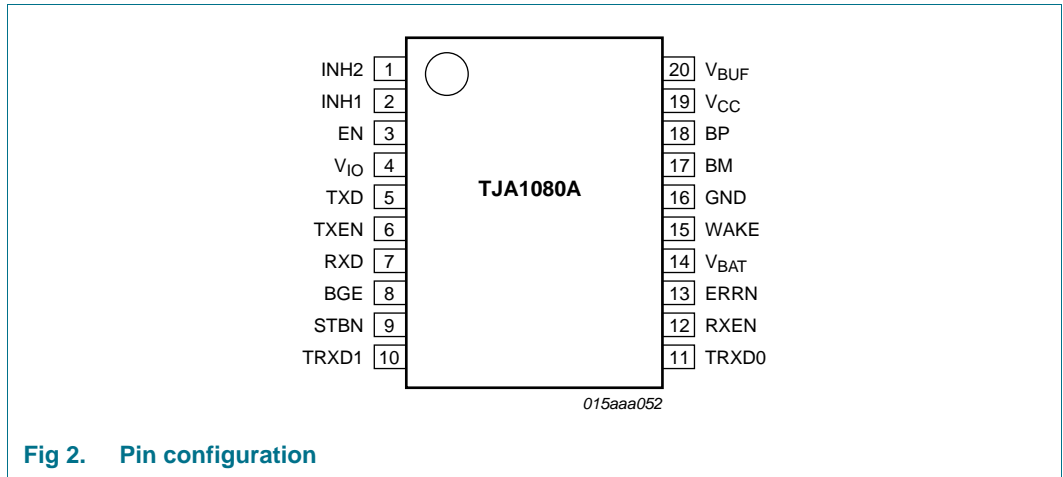 INH2 1
INH1 2
EN 3
VIO 4
TXD 5
TXEN 6
RXD 7
BGE 8
STBN 9
TRXD1 10
TJA1080A
20 VBUF
19 VCC
18 BP
17 BM
16 GND
15 WAKE
14 VBAT
13 ERRN
12 RXEN
11 TRXD0
015aaa052
Fig 2. Pin configuration